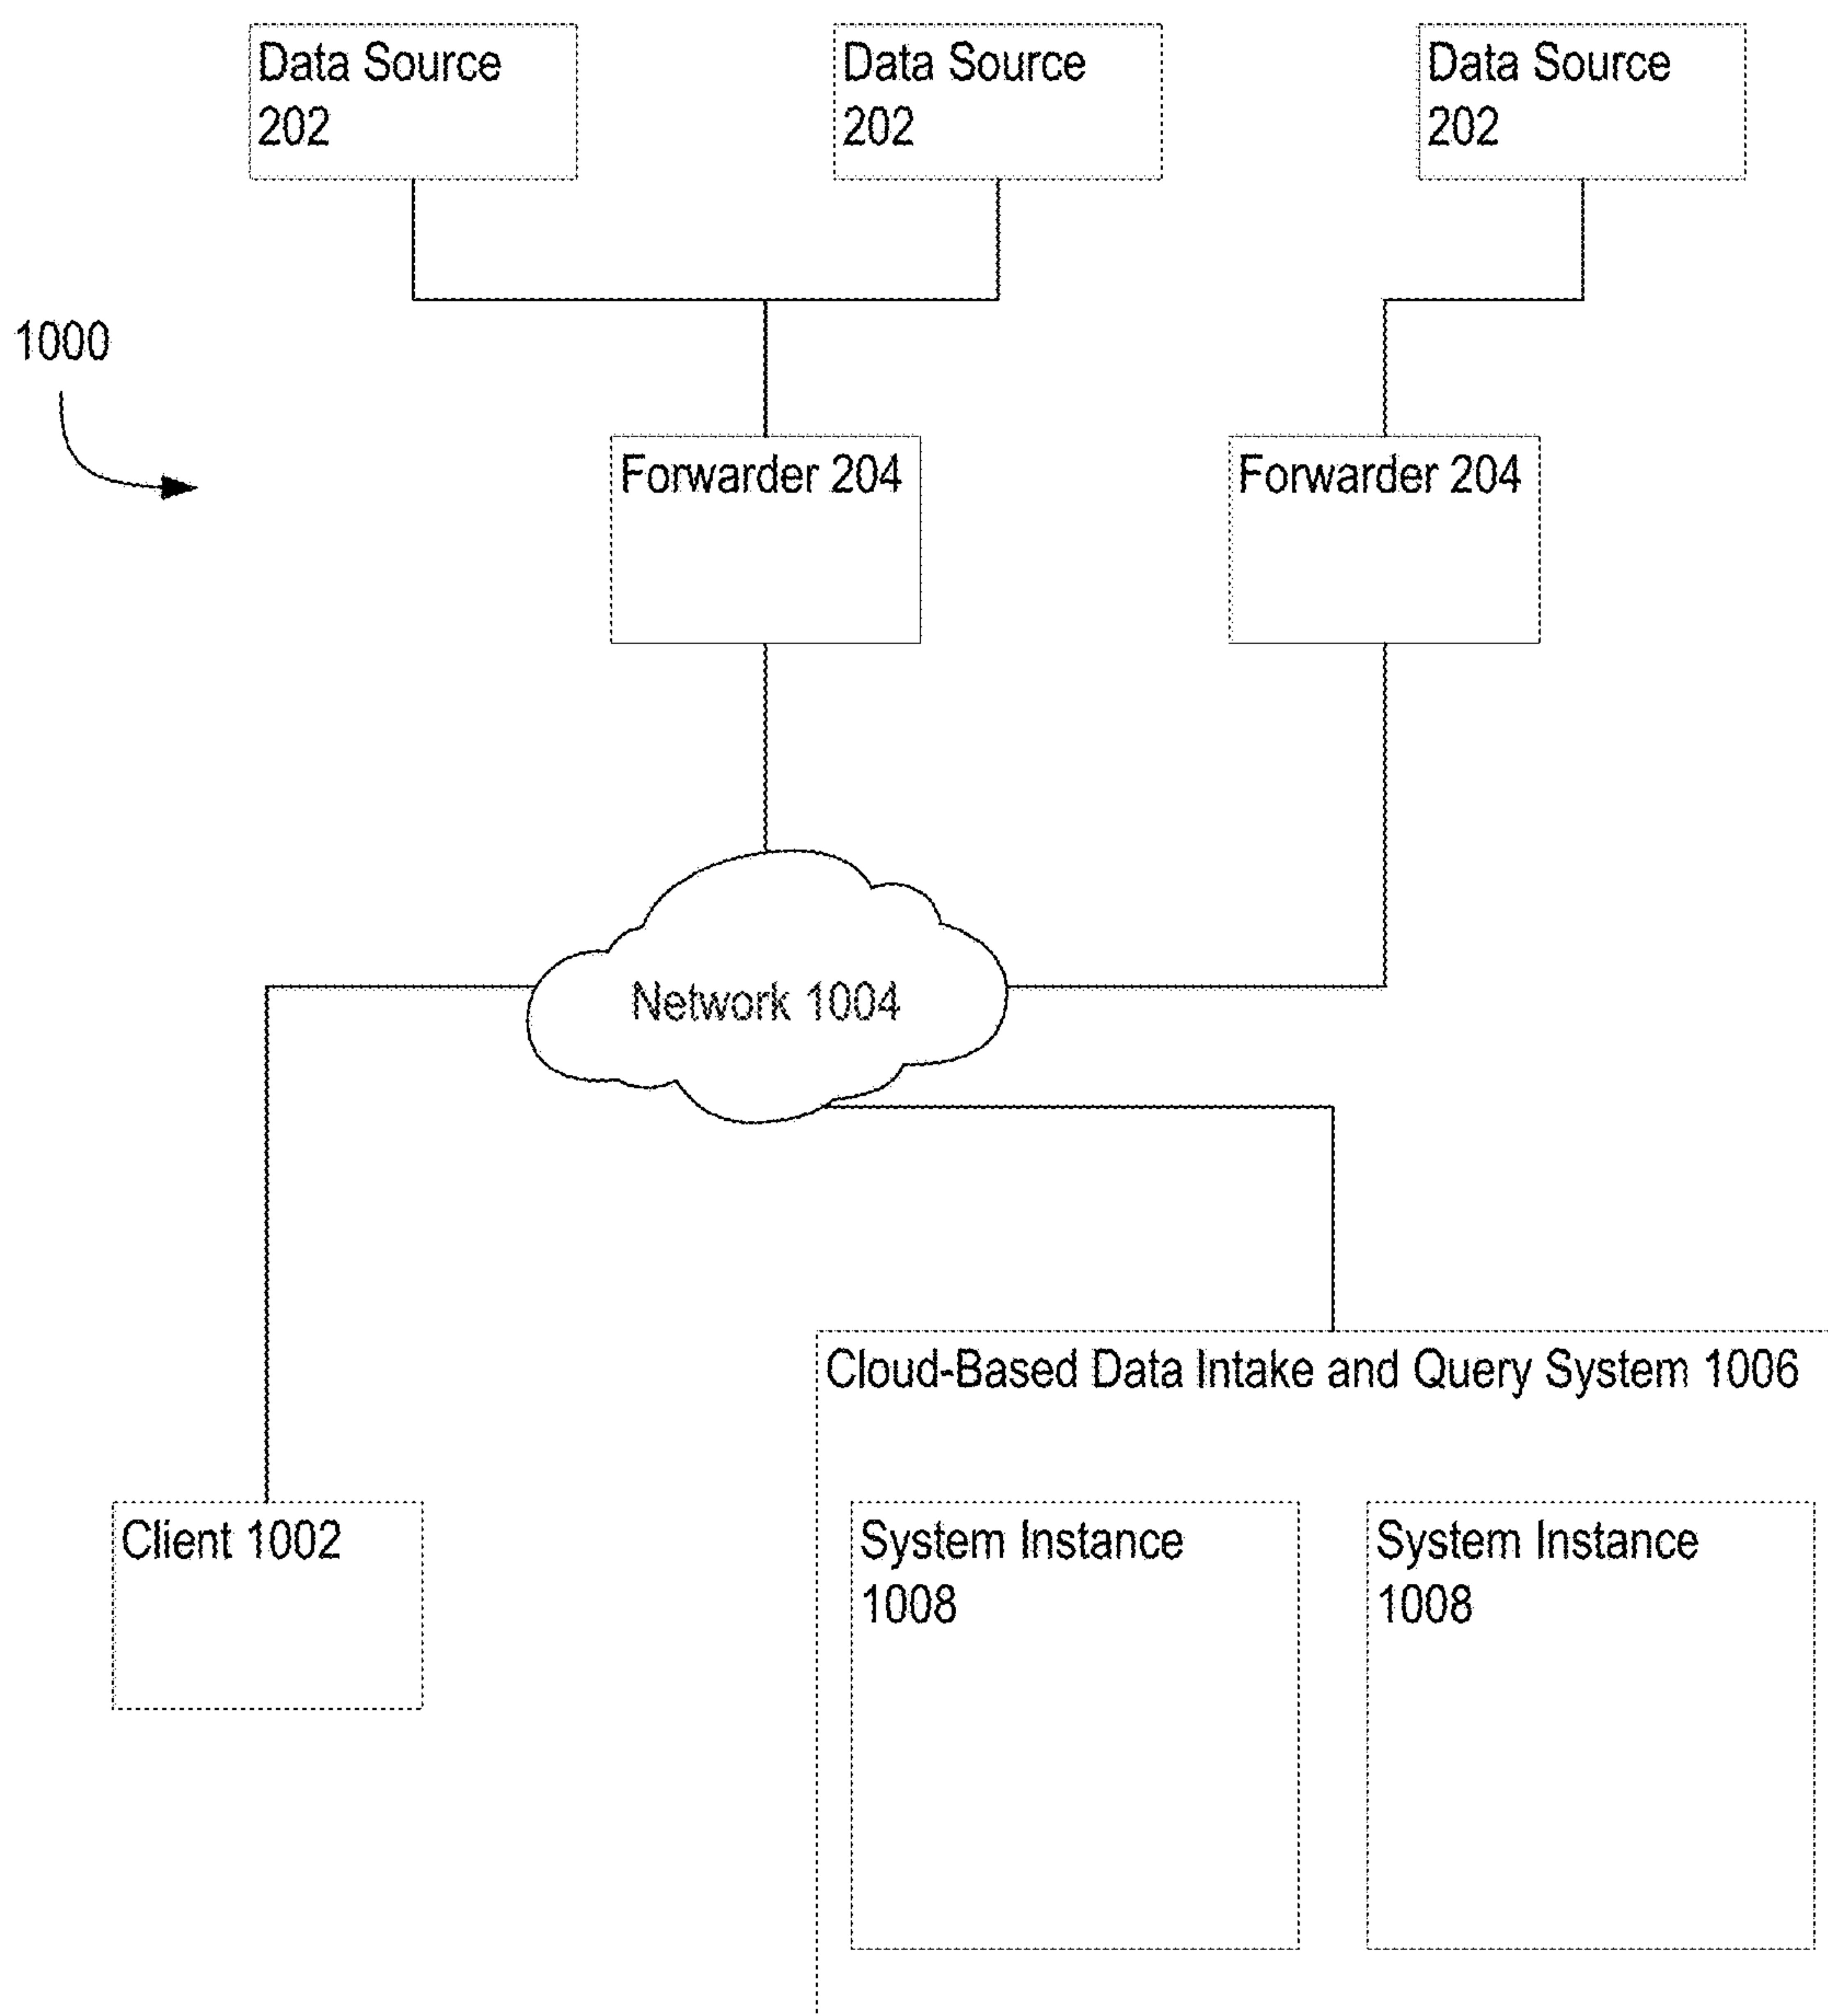 Data Source
202
Data Source
202
Data Source
202
1000
Forwarder 204
Forwarder 204
Network 1004
Cloud-Based Data Intake and Query System 1006
Client 1002
System Instance
1008
System Instance
1008